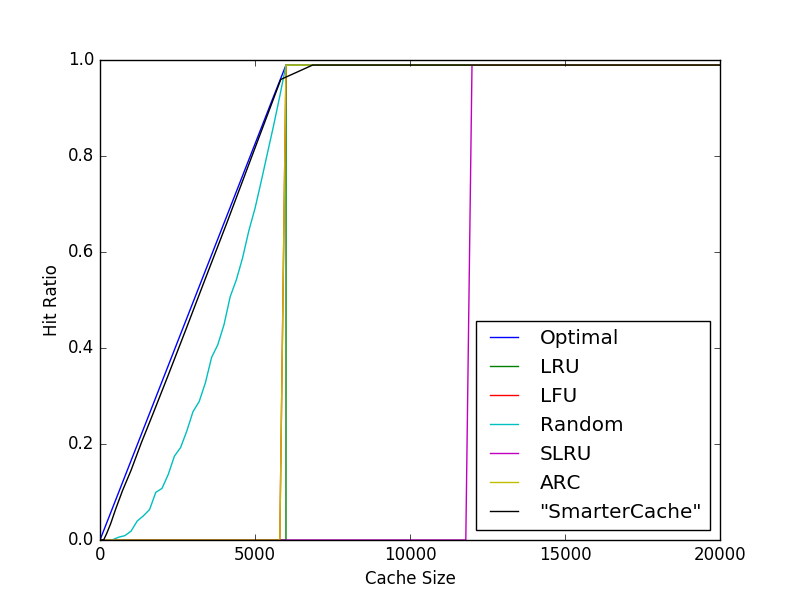 1.0
0.8
0.6
0.4
0.2
0.0
Hit Ratio
0 5000 10000 15000 20000
Cache Size
Optimal
LRU
LFU
Random
SLRU
ARC
"SmarterCache"